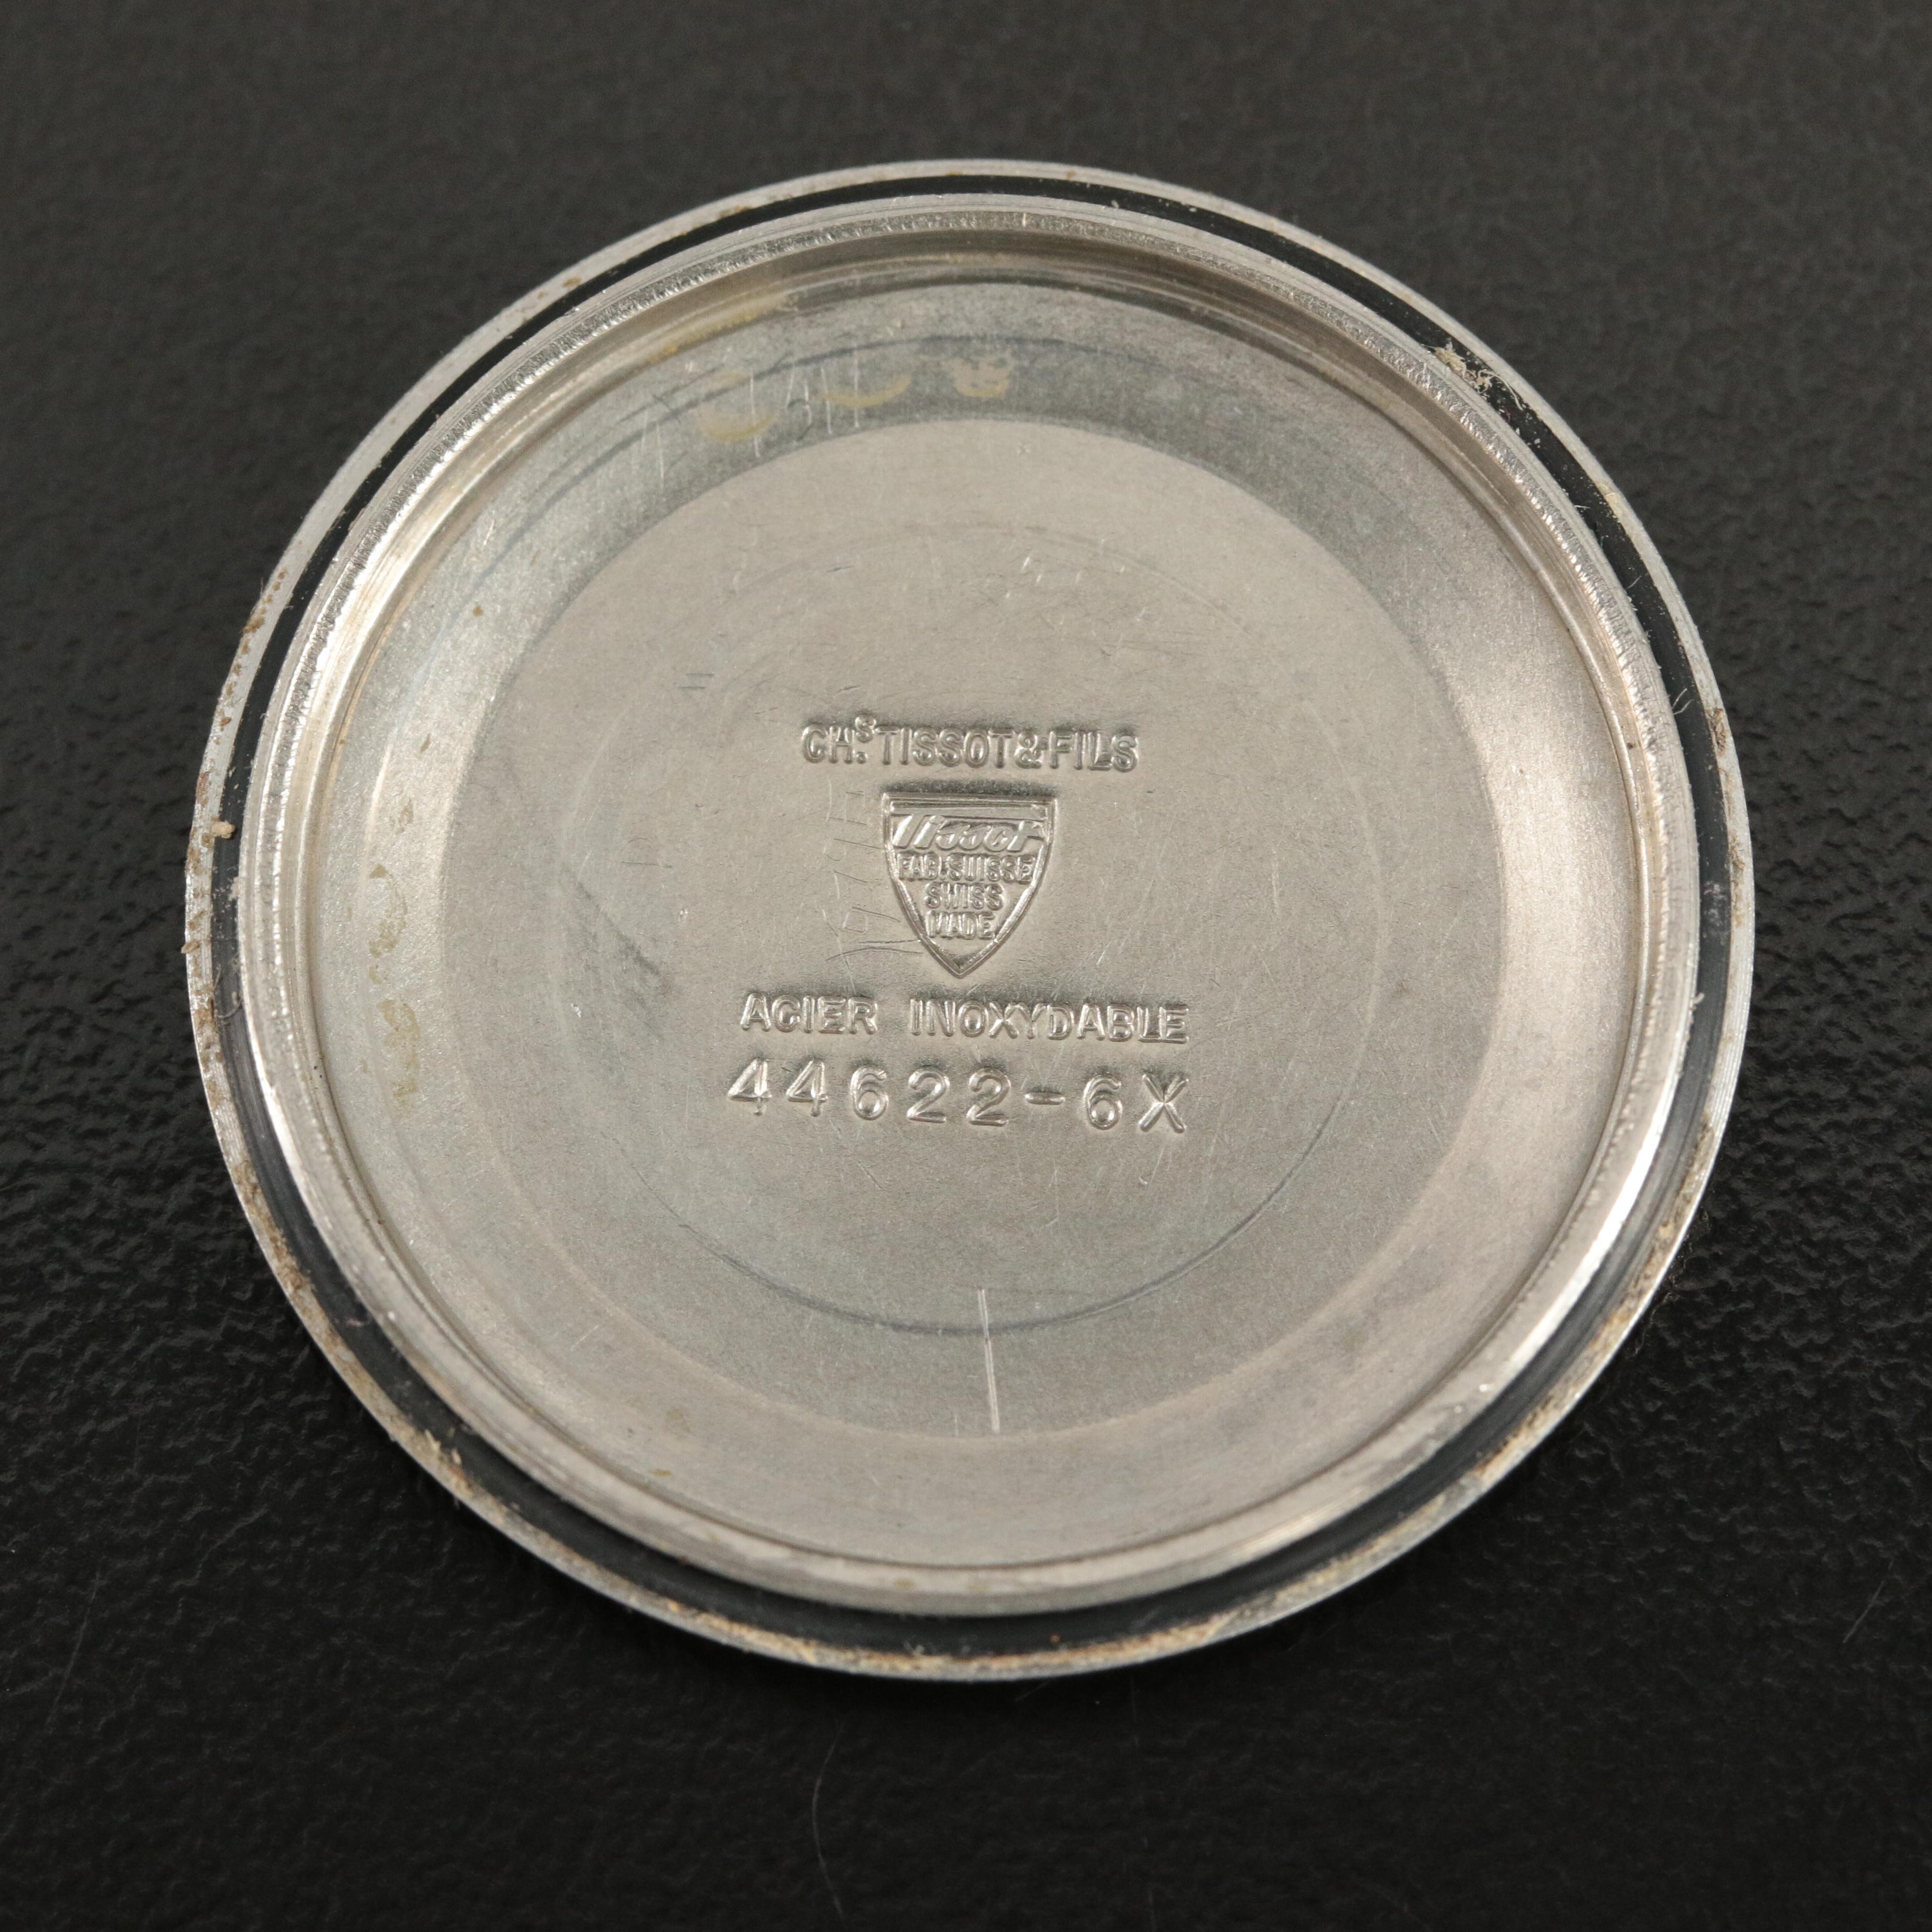 CH.S TISSOT & FILS
Tissot
FAB.SUISSE
SWISS
MADE
ACIER INOXYDABLE
44622-6X